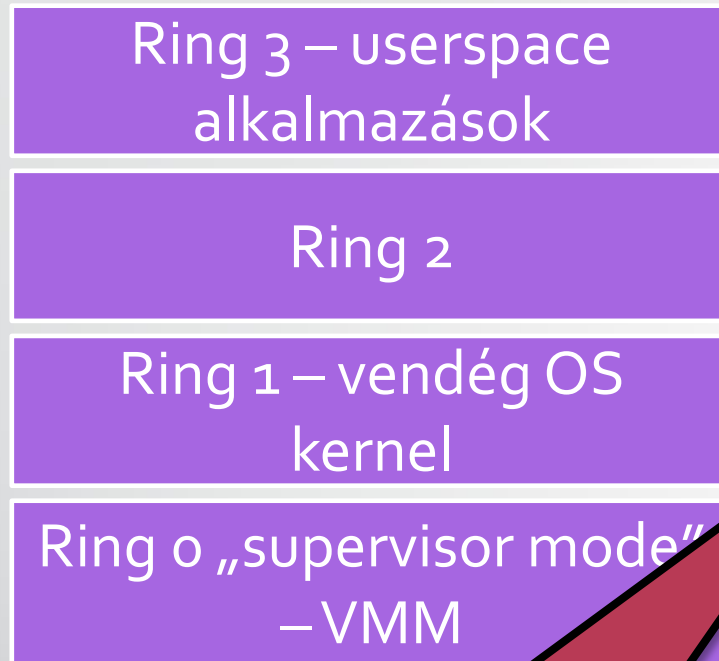 Ring 3 – userspace
alkalmazások
Ring 2
Ring 1 – vendég OS
kernel
Ring 0 „supervisor mode”
– VMM